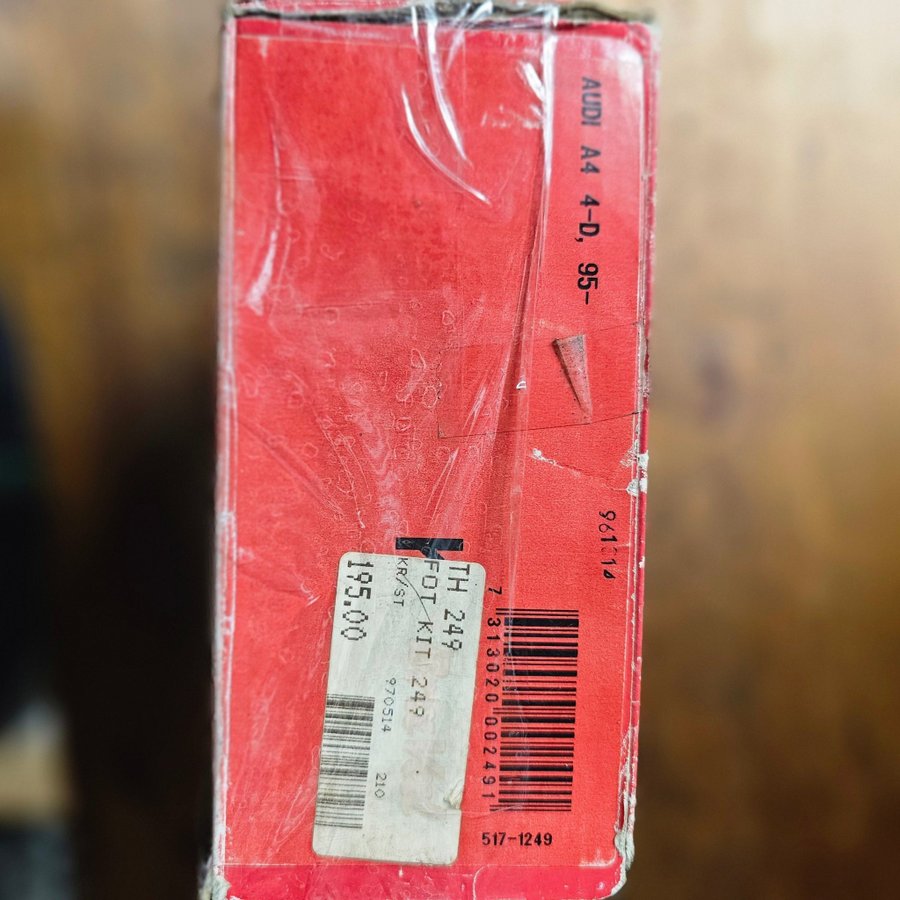 AUDI A4 4-D, 95-
7 313020 002491
517-1249
TH 249
FOT KIT 249
KR/ST
195.00
970514 210